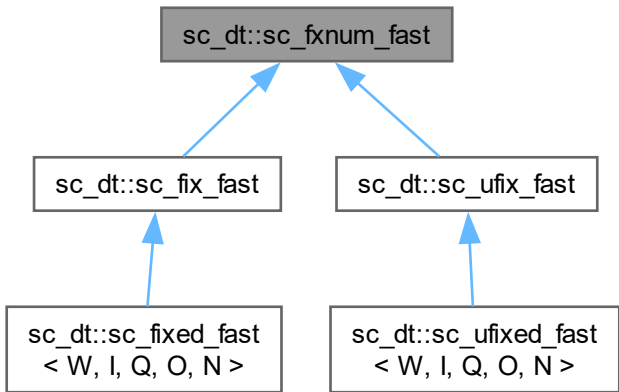 sc_dt::sc_fxnum_fast
sc_dt::sc_fix_fast
sc_dt::sc_ufix_fast
sc_dt::sc_fixed_fast
< W, I, Q, O, N >
sc_dt::sc_ufixed_fast
< W, I, Q, O, N >